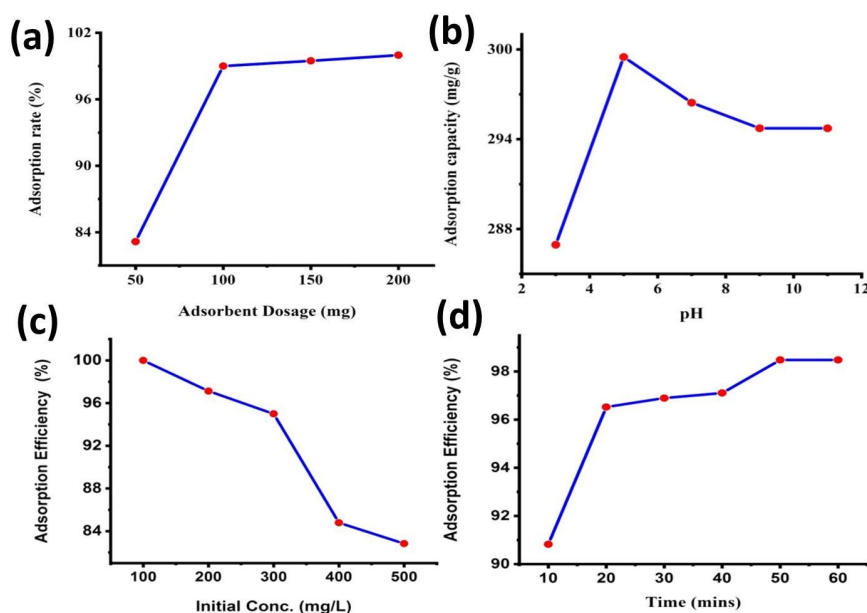 (a)
Adsorption rate (%)
102
96
90
84
50 100 150 200
Adsorbent Dosage (mg)
(b)
Adsorption capacity (mg/g)
300
294
288
2 4 6 8 10 12
pH
(c)
Adsorption Efficiency (%)
100
96
92
88
84
100 200 300 400 500
Initial Conc. (mg/L)
(d)
Adsorption Efficiency (%)
98
96
94
92
90
10 20 30 40 50 60
Time (mins)